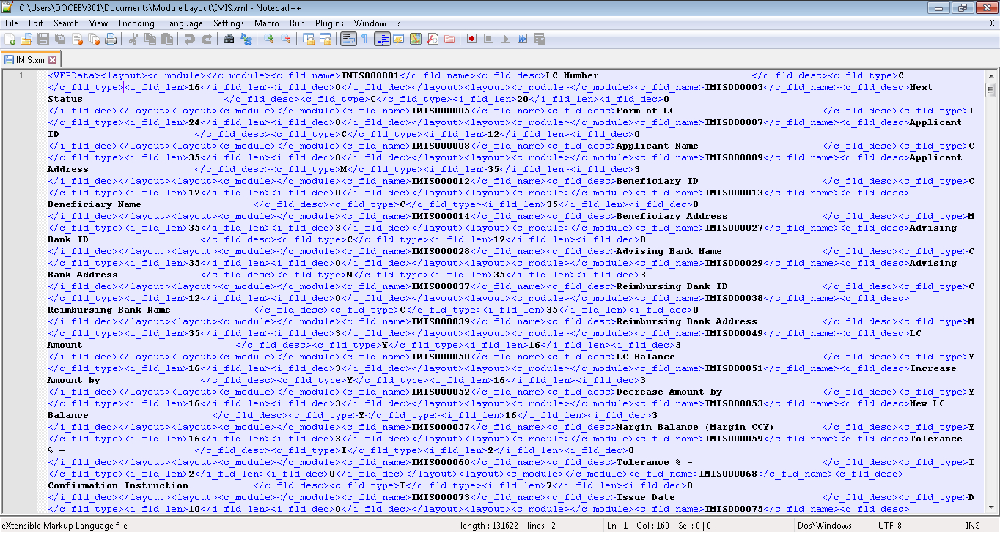 C:\Users\DOCEEV301\Documents\Module Layout\IMIS.xml - Notepad++
File Edit Search View Encoding Language Settings Macro Run Plugins Window ? X
IMIS.xml
1 <VFPData><layout><c_module></c_module><c_fld_name>IMIS000001</c_fld_name><c_fld_desc>LC Number </c_fld_desc><c_fld_type>C
</c_fld_type><i_fld_len>16</i_fld_len><i_fld_dec>0</i_fld_dec></layout><layout><c_module></c_module><c_fld_name>IMIS000003</c_fld_name><c_fld_desc>Next
Status </c_fld_desc><c_fld_type>C</c_fld_type><i_fld_len>20</i_fld_len><i_fld_dec>0
</i_fld_dec></layout><layout><c_module></c_module><c_fld_name>IMIS000005</c_fld_name><c_fld_desc>Form of LC </c_fld_desc><c_fld_type>I
</c_fld_type><i_fld_len>24</i_fld_len><i_fld_dec>0</i_fld_dec></layout><layout><c_module></c_module><c_fld_name>IMIS000007</c_fld_name><c_fld_desc>Applicant
ID </c_fld_desc><c_fld_type>C</c_fld_type><i_fld_len>12</i_fld_len><i_fld_dec>0
</i_fld_dec></layout><layout><c_module></c_module><c_fld_name>IMIS000008</c_fld_name><c_fld_desc>Applicant Name </c_fld_desc><c_fld_type>C
</c_fld_type><i_fld_len>35</i_fld_len><i_fld_dec>0</i_fld_dec></layout><layout><c_module></c_module><c_fld_name>IMIS000009</c_fld_name><c_fld_desc>Applicant
Address </c_fld_desc><c_fld_type>M</c_fld_type><i_fld_len>35</i_fld_len><i_fld_dec>3
</i_fld_dec></layout><layout><c_module></c_module><c_fld_name>IMIS000012</c_fld_name><c_fld_desc>Beneficiary ID </c_fld_desc><c_fld_type>C
</c_fld_type><i_fld_len>12</i_fld_len><i_fld_dec>0</i_fld_dec></layout><layout><c_module></c_module><c_fld_name>IMIS000013</c_fld_name><c_fld_desc>
Beneficiary Name </c_fld_desc><c_fld_type>C</c_fld_type><i_fld_len>35</i_fld_len><i_fld_dec>0
</i_fld_dec></layout><layout><c_module></c_module><c_fld_name>IMIS000014</c_fld_name><c_fld_desc>Beneficiary Address </c_fld_desc><c_fld_type>M
</c_fld_type><i_fld_len>35</i_fld_len><i_fld_dec>3</i_fld_dec></layout><layout><c_module></c_module><c_fld_name>IMIS000027</c_fld_name><c_fld_desc>Advising
Bank ID </c_fld_desc><c_fld_type>C</c_fld_type><i_fld_len>12</i_fld_len><i_fld_dec>0
</i_fld_dec></layout><layout><c_module></c_module><c_fld_name>IMIS000028</c_fld_name><c_fld_desc>Advising Bank Name </c_fld_desc><c_fld_type>C
</c_fld_type><i_fld_len>35</i_fld_len><i_fld_dec>0</i_fld_dec></layout><layout><c_module></c_module><c_fld_name>IMIS000029</c_fld_name><c_fld_desc>Advising
Bank Address </c_fld_desc><c_fld_type>M</c_fld_type><i_fld_len>35</i_fld_len><i_fld_dec>3
</i_fld_dec></layout><layout><c_module></c_module><c_fld_name>IMIS000037</c_fld_name><c_fld_desc>Reimbursing Bank ID </c_fld_desc><c_fld_type>C
</c_fld_type><i_fld_len>12</i_fld_len><i_fld_dec>0</i_fld_dec></layout><layout><c_module></c_module><c_fld_name>IMIS000038</c_fld_name><c_fld_desc>
Reimbursing Bank Name </c_fld_desc><c_fld_type>C</c_fld_type><i_fld_len>35</i_fld_len><i_fld_dec>0
</i_fld_dec></layout><layout><c_module></c_module><c_fld_name>IMIS000039</c_fld_name><c_fld_desc>Reimbursing Bank Address </c_fld_desc><c_fld_type>M
</c_fld_type><i_fld_len>35</i_fld_len><i_fld_dec>3</i_fld_dec></layout><layout><c_module></c_module><c_fld_name>IMIS000049</c_fld_name><c_fld_desc>LC
Amount </c_fld_desc><c_fld_type>Y</c_fld_type><i_fld_len>16</i_fld_len><i_fld_dec>3
</i_fld_dec></layout><layout><c_module></c_module><c_fld_name>IMIS000050</c_fld_name><c_fld_desc>LC Balance </c_fld_desc><c_fld_type>Y
</c_fld_type><i_fld_len>16</i_fld_len><i_fld_dec>3</i_fld_dec></layout><layout><c_module></c_module><c_fld_name>IMIS000051</c_fld_name><c_fld_desc>Increase
Amount by </c_fld_desc><c_fld_type>Y</c_fld_type><i_fld_len>16</i_fld_len><i_fld_dec>3
</i_fld_dec></layout><layout><c_module></c_module><c_fld_name>IMIS000052</c_fld_name><c_fld_desc>Decrease Amount by </c_fld_desc><c_fld_type>Y
</c_fld_type><i_fld_len>16</i_fld_len><i_fld_dec>3</i_fld_dec></layout><layout><c_module></c_module><c_fld_name>IMIS000053</c_fld_name><c_fld_desc>New LC
Balance </c_fld_desc><c_fld_type>Y</c_fld_type><i_fld_len>16</i_fld_len><i_fld_dec>3
</i_fld_dec></layout><layout><c_module></c_module><c_fld_name>IMIS000057</c_fld_name><c_fld_desc>Margin Balance (Margin CCY) </c_fld_desc><c_fld_type>Y
</c_fld_type><i_fld_len>16</i_fld_len><i_fld_dec>3</i_fld_dec></layout><layout><c_module></c_module><c_fld_name>IMIS000059</c_fld_name><c_fld_desc>Tolerance
% + </c_fld_desc><c_fld_type>I</c_fld_type><i_fld_len>2</i_fld_len><i_fld_dec>0
</i_fld_dec></layout><layout><c_module></c_module><c_fld_name>IMIS000060</c_fld_name><c_fld_desc>Tolerance % - </c_fld_desc><c_fld_type>I
</c_fld_type><i_fld_len>2</i_fld_len><i_fld_dec>0</i_fld_dec></layout><layout><c_module></c_module><c_fld_name>IMIS000068</c_fld_name><c_fld_desc>
Confirmation Instruction </c_fld_desc><c_fld_type>I</c_fld_type><i_fld_len>7</i_fld_len><i_fld_dec>0
</i_fld_dec></layout><layout><c_module></c_module><c_fld_name>IMIS000073</c_fld_name><c_fld_desc>Issue Date </c_fld_desc><c_fld_type>D
</c_fld_type><i_fld_len>10</i_fld_len><i_fld_dec>0</i_fld_dec></layout><layout><c_module></c_module><c_fld_name>IMIS000075</c_fld_name><c_fld_desc>
eXtensible Markup Language file length : 131622 lines : 2 Ln : 1 Col : 160 Sel : 0 | 0 Dos\Windows UTF-8 INS